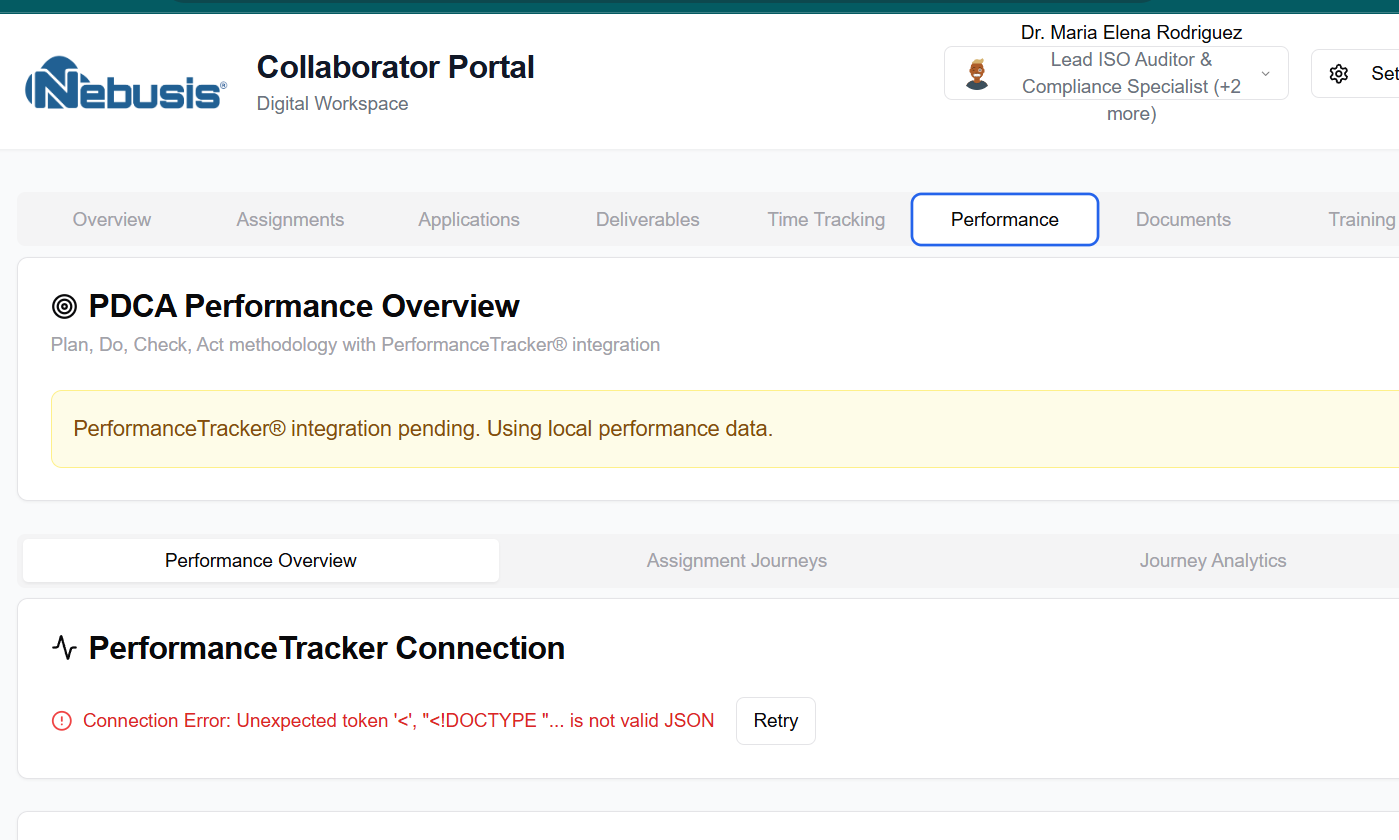 Nebusis®
Collaborator Portal
Digital Workspace
Dr. Maria Elena Rodriguez
Lead ISO Auditor &
Compliance Specialist (+2
more)
Set
Overview
Assignments
Applications
Deliverables
Time Tracking
Performance
Documents
Training
PDCA Performance Overview
Plan, Do, Check, Act methodology with PerformanceTracker® integration
PerformanceTracker® integration pending. Using local performance data.
Performance Overview
Assignment Journeys
Journey Analytics
PerformanceTracker Connection
Connection Error: Unexpected token '<', "<!DOCTYPE "... is not valid JSON
Retry